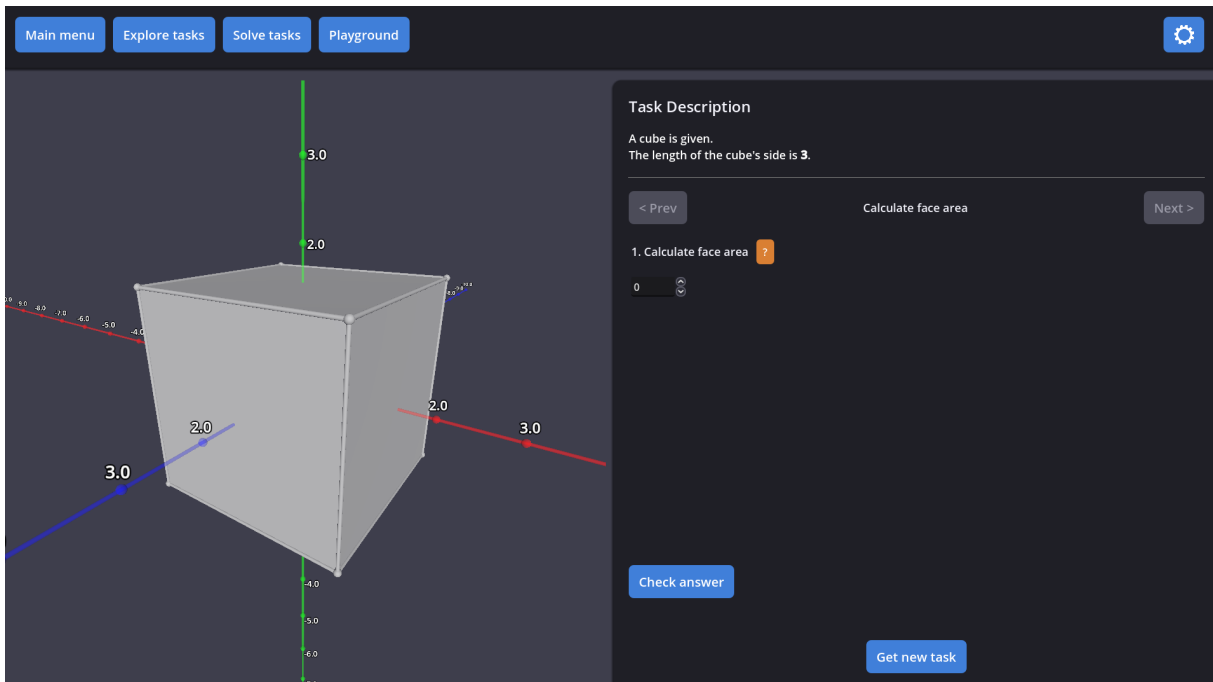 Main menu
Explore tasks
Solve tasks
Playground
3.0
2.0
9.0 -8.0 -7.0 -6.0 -5.0 -4.0
2.0
3.0
2.0
3.0
-4.0
-5.0
-6.0
Task Description
A cube is given.
The length of the cube's side is 3.
< Prev
Calculate face area
Next >
1. Calculate face area ?
0
Check answer
Get new task